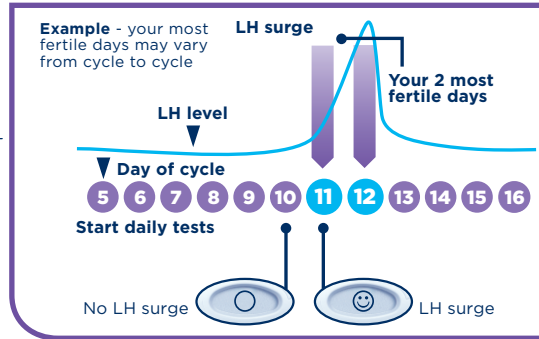 Example - your most
fertile days may vary
from cycle to cycle
LH surge
Your 2 most
fertile days
LH level
Day of cycle
5 6 7 8 9 10 11 12 13 14 15 16
Start daily tests
No LH surge
LH surge